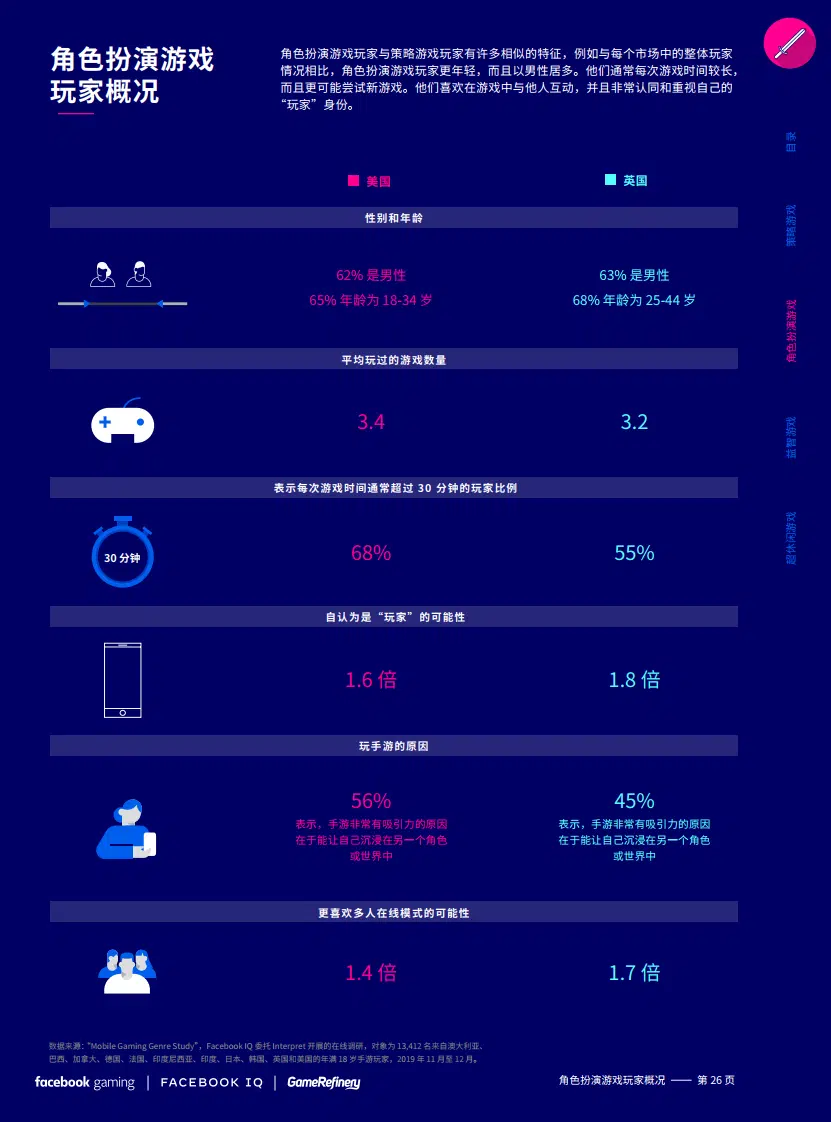 角色扮演游戏
玩家概况
角色扮演游戏玩家与策略游戏玩家有许多相似的特征，例如与每个市场中的整体玩家
情况相比，角色扮演游戏玩家更年轻，而且以男性居多。他们通常每次游戏时间较长，
而且更可能尝试新游戏。他们喜欢在游戏中与他人互动，并且非常认同和重视自己的
“玩家”身份。
目录
策略游戏
角色扮演游戏
益智游戏
超休闲游戏
美国
英国
性别和年龄
62% 是男性
63% 是男性
65% 年龄为 18-34 岁
68% 年龄为 25-44 岁
平均玩过的游戏数量
3.4
3.2
表示每次游戏时间通常超过 30 分钟的玩家比例
30 分钟
68%
55%
自认为是“玩家”的可能性
1.6 倍
1.8 倍
玩手游的原因
56%
45%
表示，手游非常有吸引力的原因
在于能让自己沉浸在另一个角色
或世界中
表示，手游非常有吸引力的原因
在于能让自己沉浸在另一个角色
或世界中
更喜欢多人在线模式的可能性
1.4 倍
1.7 倍
数据来源："Mobile Gaming Genre Study"，Facebook IQ 委托 Interpret 开展的在线调研，对象为 13,412 名来自澳大利亚、
巴西、加拿大、德国、法国、印度尼西亚、印度、日本、韩国、英国和美国的年满 18 岁手游玩家，2019 年 11 月至 12 月。
facebook gaming | FACEBOOK IQ | GameRefinery
角色扮演游戏玩家概况 —— 第 26 页